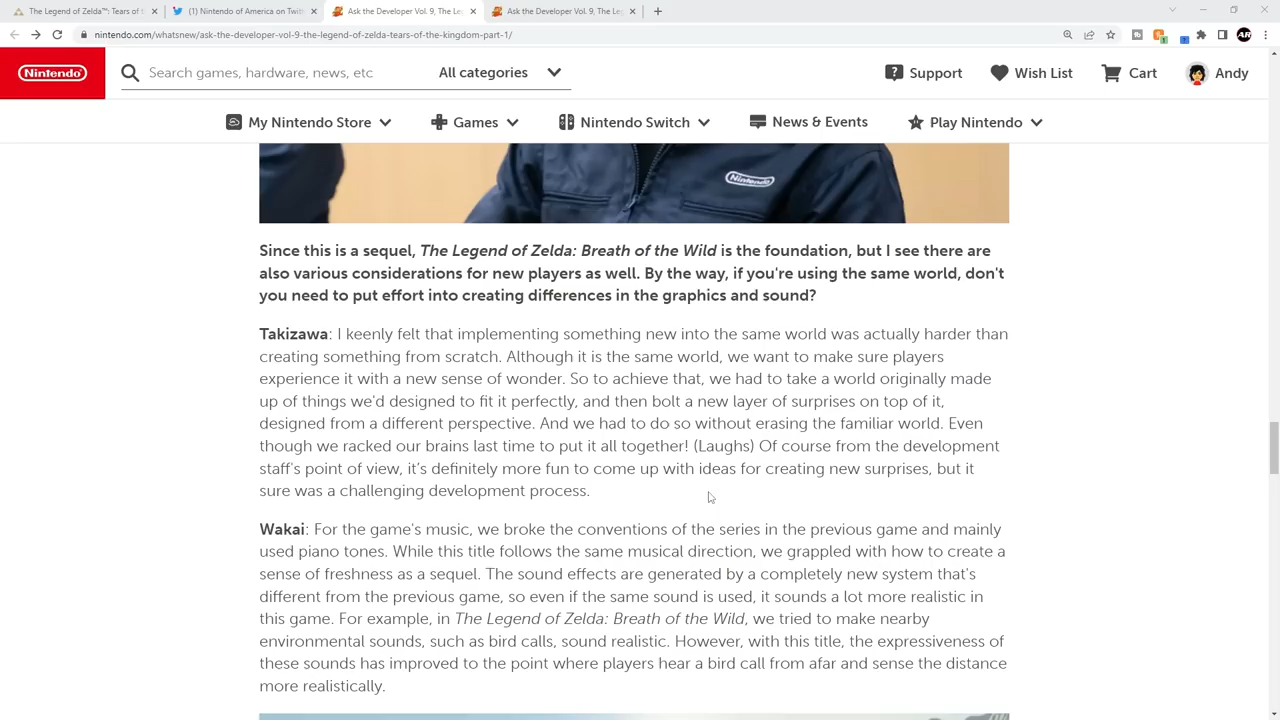 The Legend of Zelda™: Tears of t
(1) Nintendo of America on Twitt
Ask the Developer Vol. 9, The Le
Ask the Developer Vol. 9, The Le
nintendo.com/whatsnew/ask-the-developer-vol-9-the-legend-of-zelda-tears-of-the-kingdom-part-1/
AR
Nintendo
Search games, hardware, news, etc
All categories
Support
Wish List
Cart
Andy
My Nintendo Store
Games
Nintendo Switch
News & Events
Play Nintendo
Nintendo
Since this is a sequel, The Legend of Zelda: Breath of the Wild is the foundation, but I see there are
also various considerations for new players as well. By the way, if you're using the same world, don't
you need to put effort into creating differences in the graphics and sound?
Takizawa: I keenly felt that implementing something new into the same world was actually harder than
creating something from scratch. Although it is the same world, we want to make sure players
experience it with a new sense of wonder. So to achieve that, we had to take a world originally made
up of things we'd designed to fit it perfectly, and then bolt a new layer of surprises on top of it,
designed from a different perspective. And we had to do so without erasing the familiar world. Even
though we racked our brains last time to put it all together! (Laughs) Of course from the development
staff's point of view, it’s definitely more fun to come up with ideas for creating new surprises, but it
sure was a challenging development process.
Wakai: For the game's music, we broke the conventions of the series in the previous game and mainly
used piano tones. While this title follows the same musical direction, we grappled with how to create a
sense of freshness as a sequel. The sound effects are generated by a completely new system that's
different from the previous game, so even if the same sound is used, it sounds a lot more realistic in
this game. For example, in The Legend of Zelda: Breath of the Wild, we tried to make nearby
environmental sounds, such as bird calls, sound realistic. However, with this title, the expressiveness of
these sounds has improved to the point where players hear a bird call from afar and sense the distance
more realistically.